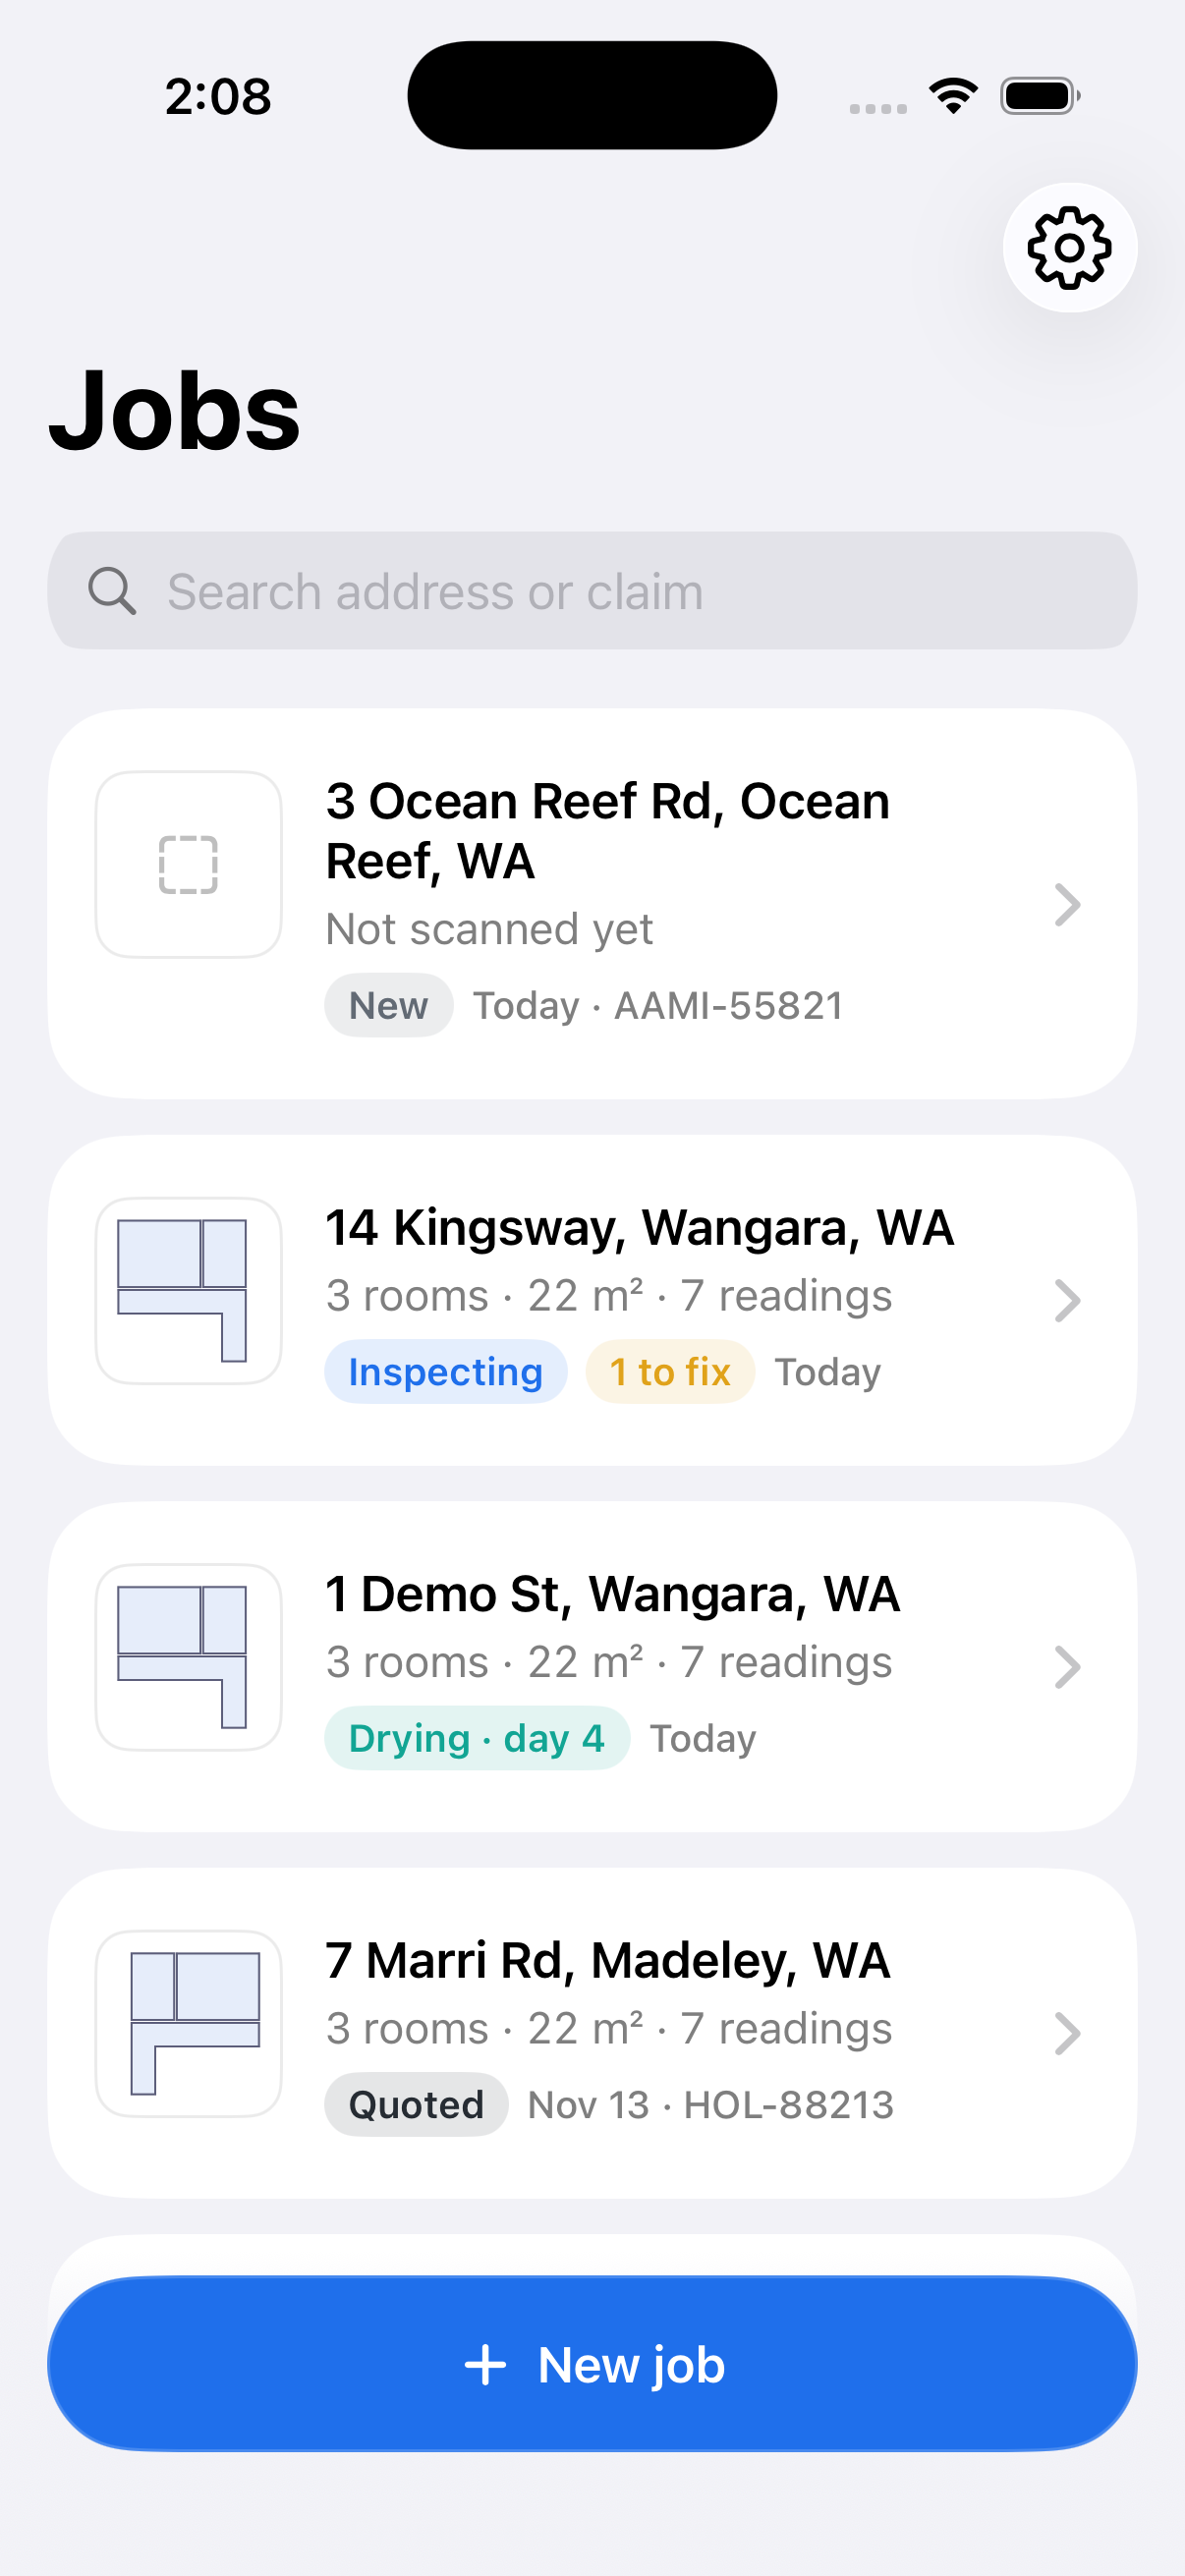 2:08
Jobs
Search address or claim
3 Ocean Reef Rd, Ocean
Reef, WA
Not scanned yet
New Today · AAMI-55821
14 Kingsway, Wangara, WA
3 rooms · 22 m² · 7 readings
Inspecting 1 to fix Today
1 Demo St, Wangara, WA
3 rooms · 22 m² · 7 readings
Drying · day 4 Today
7 Marri Rd, Madeley, WA
3 rooms · 22 m² · 7 readings
Quoted Nov 13 · HOL-88213
+ New job